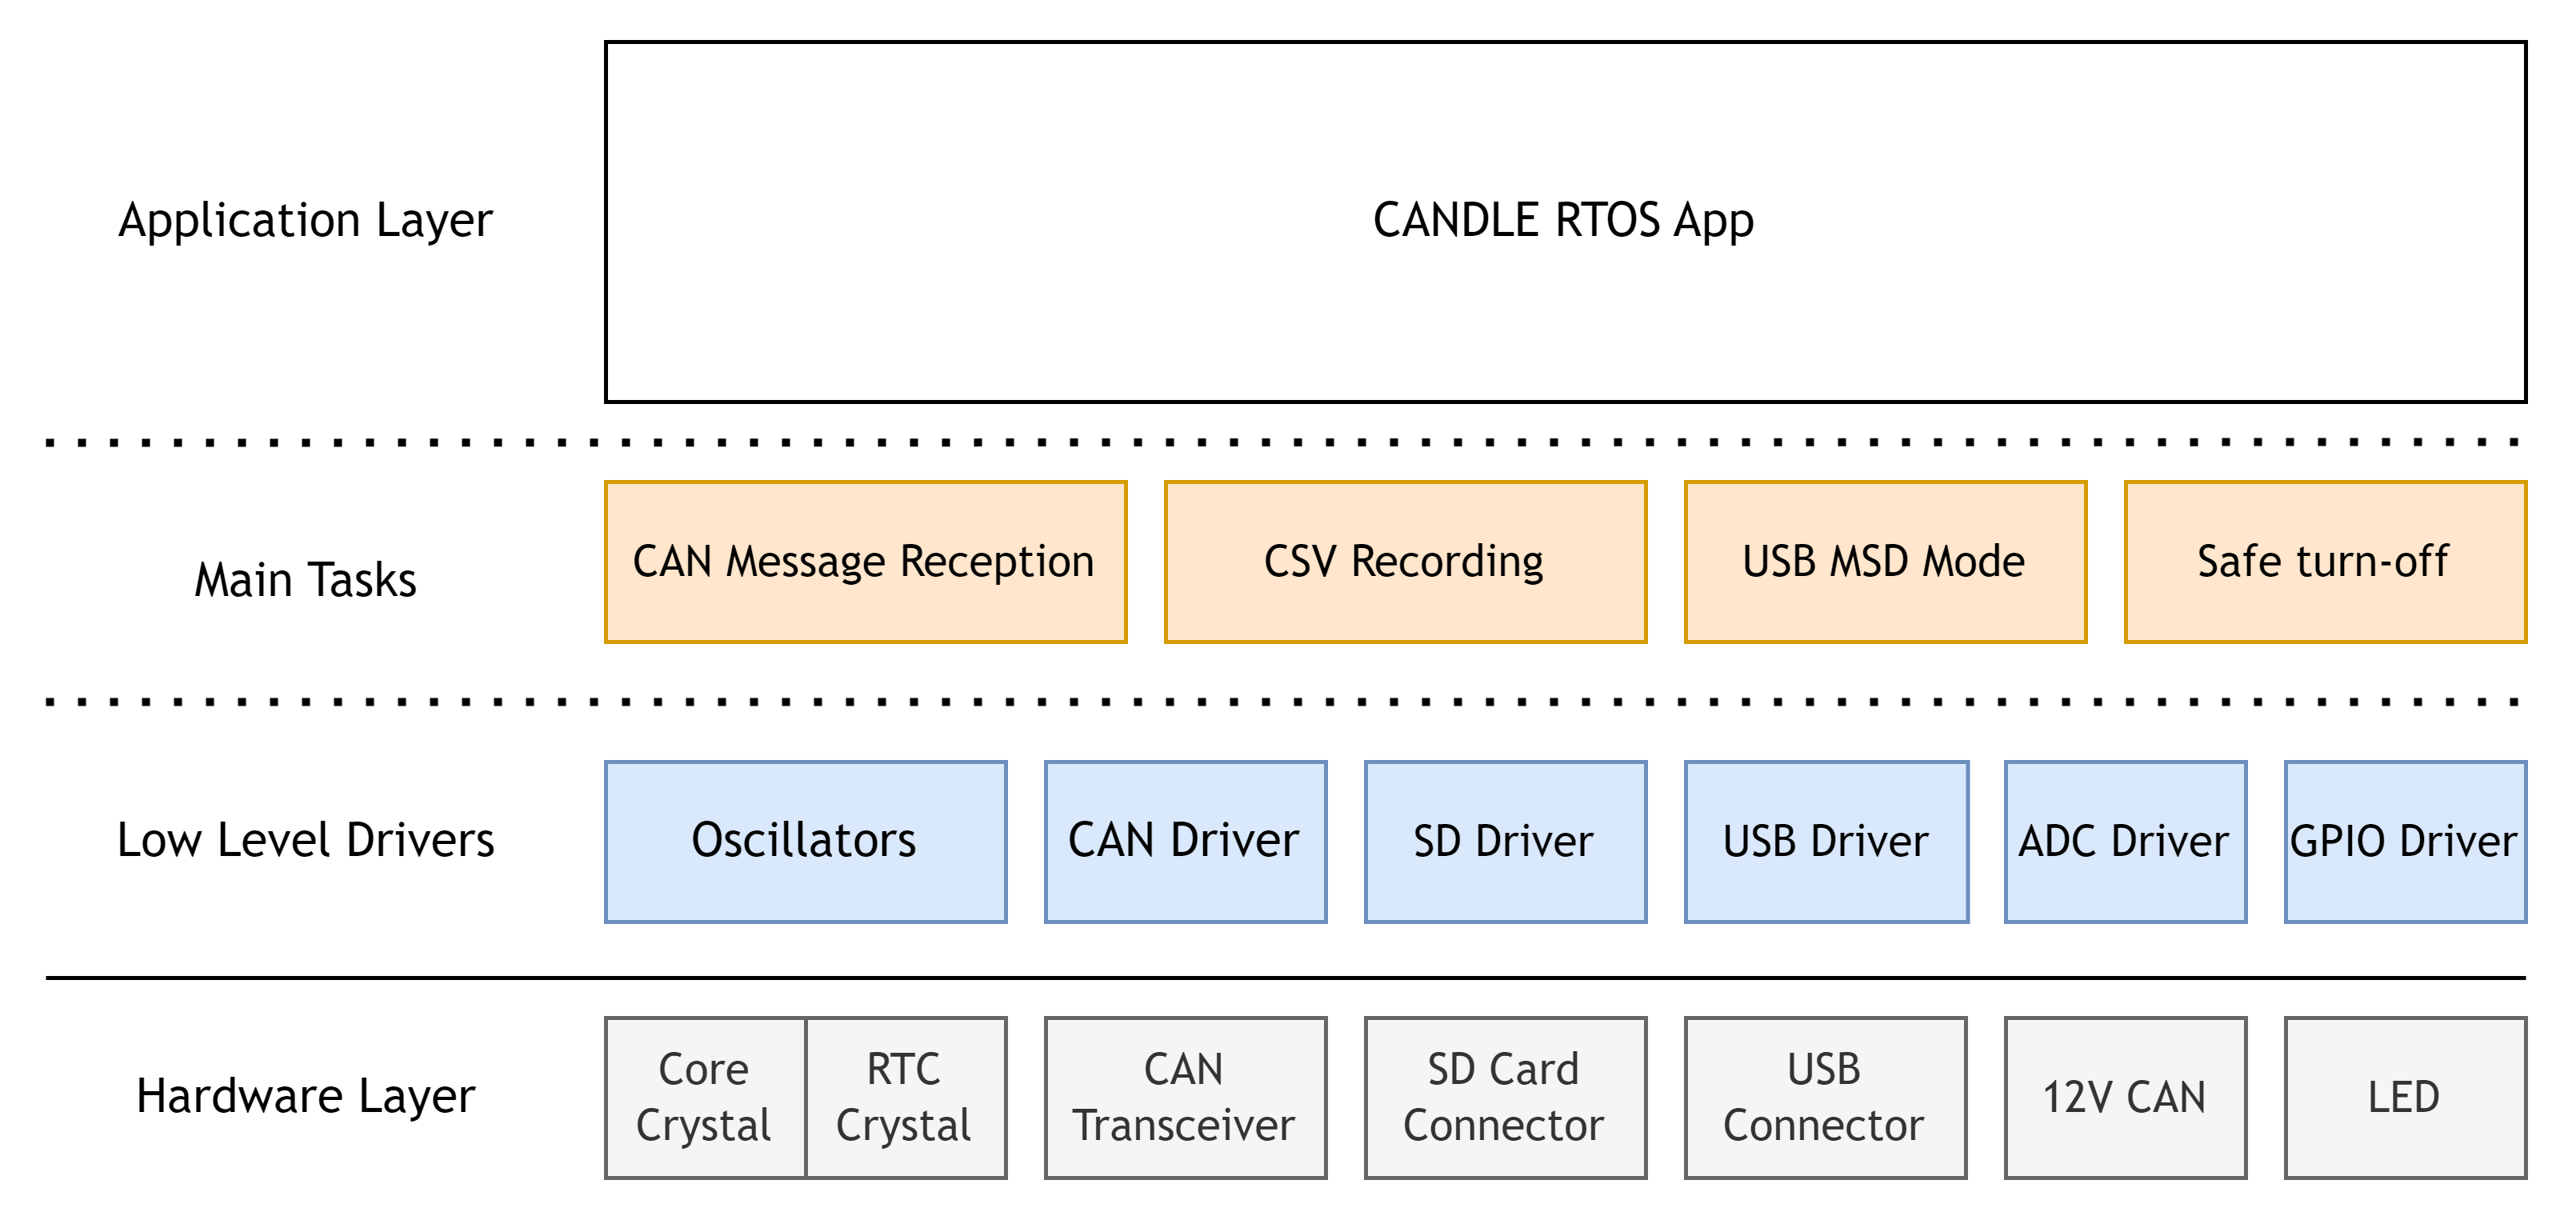 Application Layer
CANDLE RTOS App
Main Tasks
CAN Message Reception
CSV Recording
USB MSD Mode
Safe turn-off
Low Level Drivers
Oscillators
CAN Driver
SD Driver
USB Driver
ADC Driver
GPIO Driver
Hardware Layer
Core
Crystal
RTC
Crystal
CAN
Transceiver
SD Card
Connector
USB
Connector
12V CAN
LED